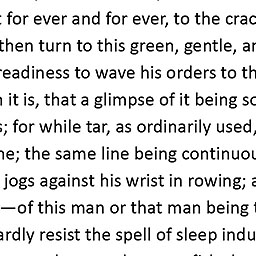 for ever and for ever, to the crac
then turn to this green, gentle, a
readiness to wave his orders to th
it is, that a glimpse of it being so
; for while tar, as ordinarily used,
ne; the same line being continuou
jogs against his wrist in rowing; a
—of this man or that man being t
ardly resist the spell of sleep indu